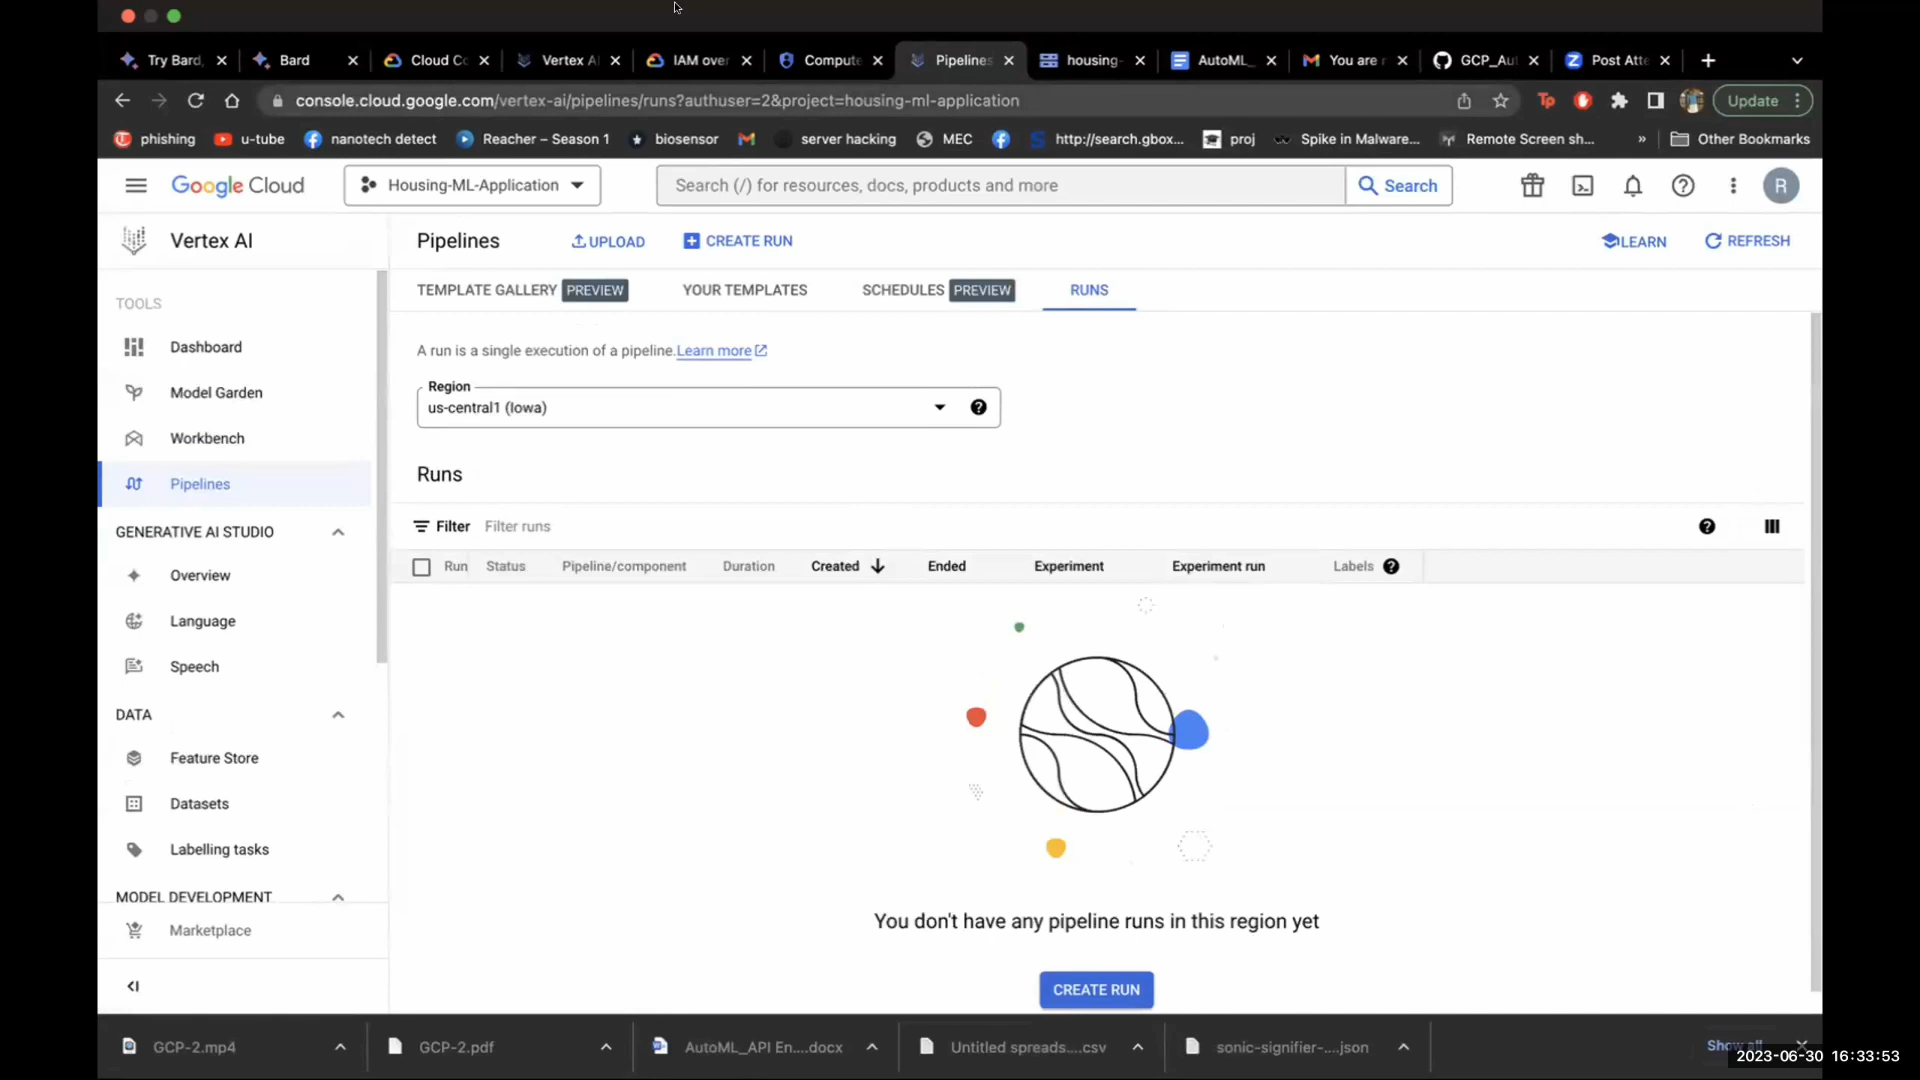 Try Bard,
Bard
Cloud Co
Vertex AI
IAM over
Compute
Pipelines
housing-
AutoML_
You are r
GCP_Aut
Post Atte
console.cloud.google.com/vertex-ai/pipelines/runs?authuser=2&project=housing-ml-application
Update
phishing
u-tube
nanotech detect
Reacher – Season 1
biosensor
server hacking
MEC
http://search.gbox...
proj
Spike in Malware...
Remote Screen sh...
»
Other Bookmarks
Google Cloud
Housing-ML-Application
Search (/) for resources, docs, products and more
Search
R
Vertex AI
Pipelines
UPLOAD
CREATE RUN
LEARN
REFRESH
TEMPLATE GALLERY PREVIEW
YOUR TEMPLATES
SCHEDULES PREVIEW
RUNS
TOOLS
Dashboard
Model Garden
Workbench
Pipelines
GENERATIVE AI STUDIO
Overview
Language
Speech
DATA
Feature Store
Datasets
Labelling tasks
MODEL DEVELOPMENT
Marketplace
A run is a single execution of a pipeline. Learn more
Region
us-central1 (Iowa)
Runs
Filter Filter runs
Run Status Pipeline/component Duration Created Ended Experiment Experiment run Labels
You don't have any pipeline runs in this region yet
CREATE RUN
GCP-2.mp4
GCP-2.pdf
AutoML_API En....docx
Untitled spreads....csv
sonic-signifier-....json
Show all
2023-06-30 16:33:53